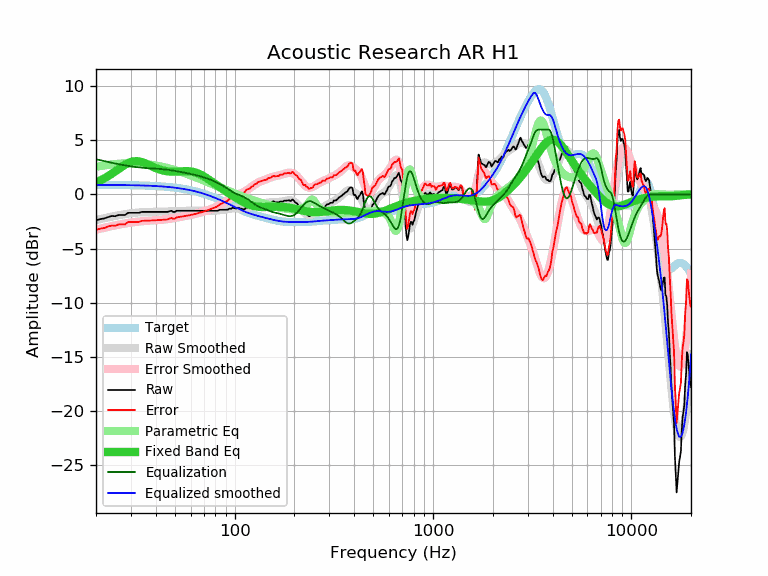 Acoustic Research AR H1
Amplitude (dBr)
10
5
0
−5
−10
−15
−20
−25
Target
Raw Smoothed
Error Smoothed
Raw
Error
Parametric Eq
Fixed Band Eq
Equalization
Equalized smoothed
100 1000 10000
Frequency (Hz)